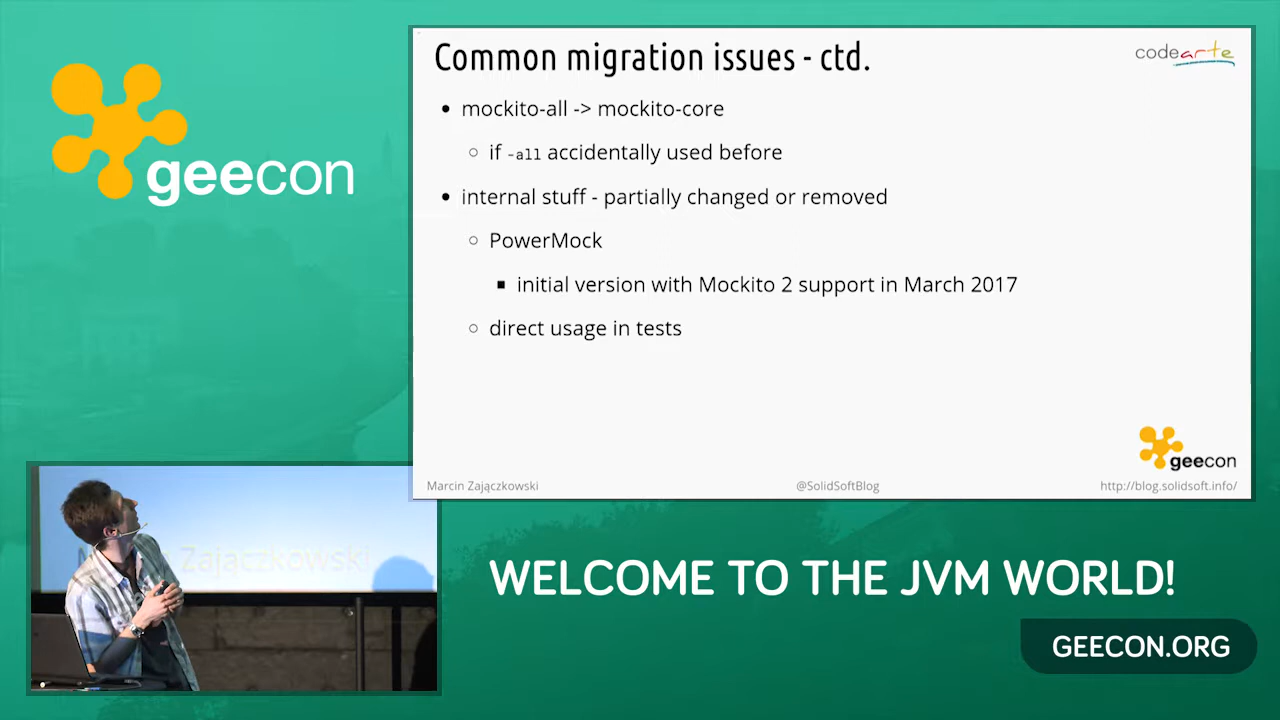 geecon
Common migration issues - ctd.
codearte
mockito-all -> mockito-core
if -all accidentally used before
internal stuff - partially changed or removed
PowerMock
initial version with Mockito 2 support in March 2017
direct usage in tests
geecon
Marcin Zajączkowski
@SolidSoftBlog
http://blog.solidsoft.info/
Zajączkowski
WELCOME TO THE JVM WORLD!
GEECON.ORG